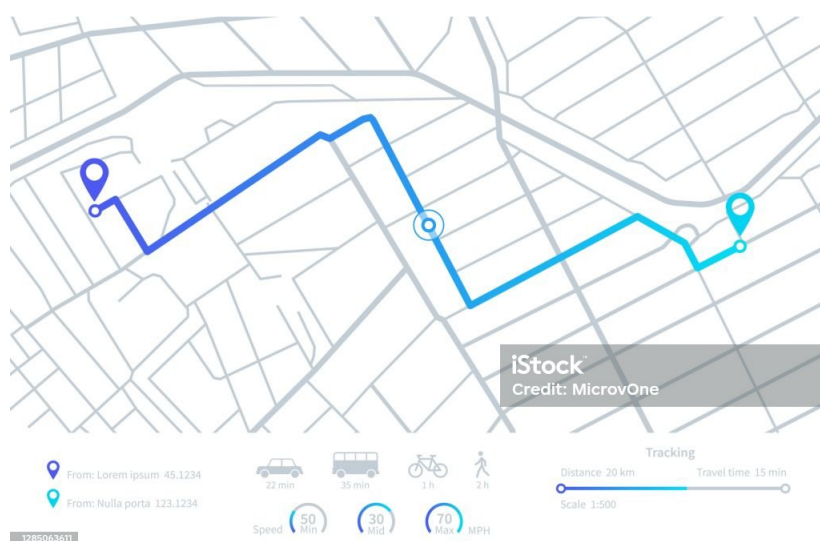 iStock
Credit: MicrovOne
From: Lorem ipsum 45.1234
From: Nulla porta 123.1234
22 min
35 min
1 h
2 h
Speed
50
Min
30
Mid
70
Max
MPH
Tracking
Distance 20 km
Travel time 15 min
Scale 1:500
1285063611